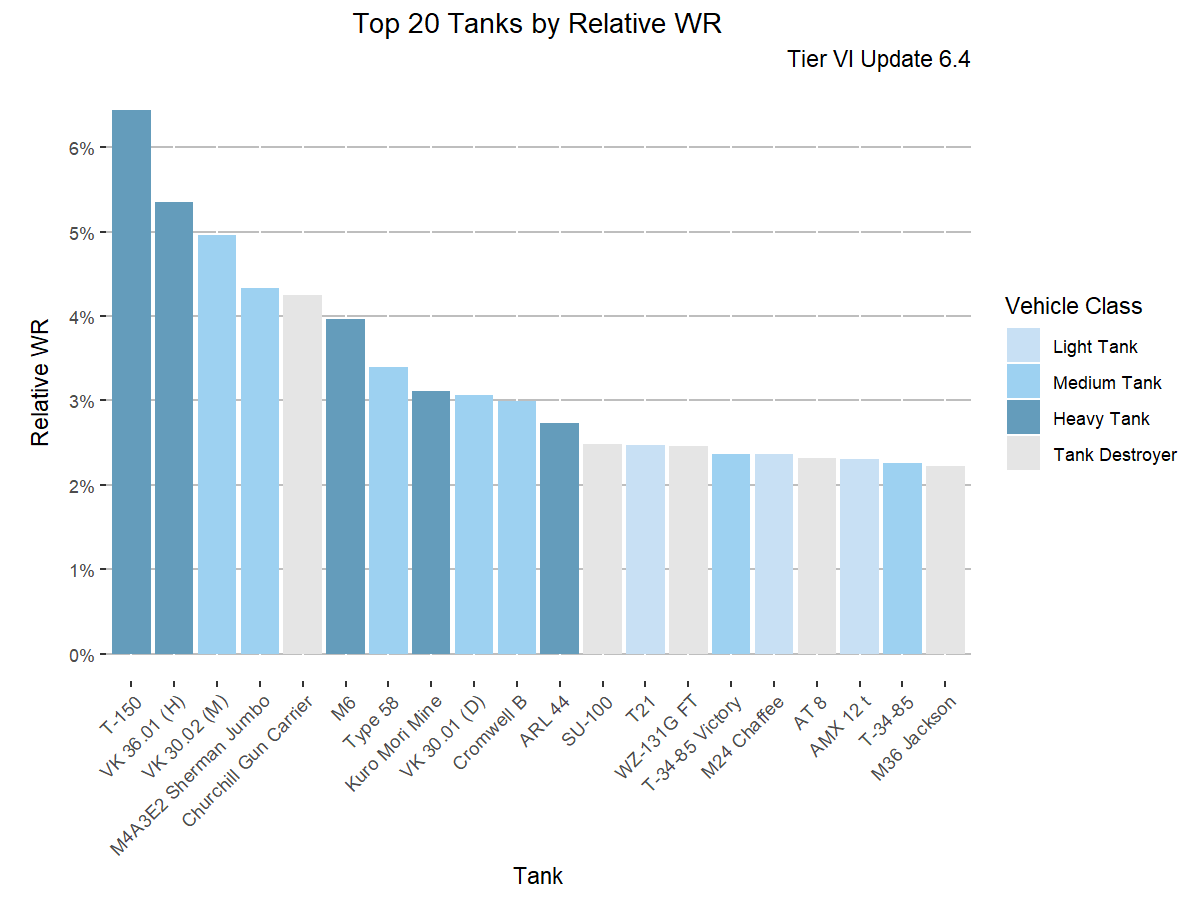 Top 20 Tanks by Relative WR
Tier VI Update 6.4
Relative WR
6%
5%
4%
3%
2%
1%
0%
T-150
VK 36.01 (H)
VK 30.02 (M)
M4A3E2 Sherman Jumbo
Churchill Gun Carrier
M6
Type 58
Kuro Mori Mine
VK 30.01 (D)
Cromwell B
ARL 44
SU-100
T21
WZ-131G FT
T-34-85 Victory
M24 Chaffee
AT 8
AMX 12 t
T-34-85
M36 Jackson
Tank
Vehicle Class
Light Tank
Medium Tank
Heavy Tank
Tank Destroyer